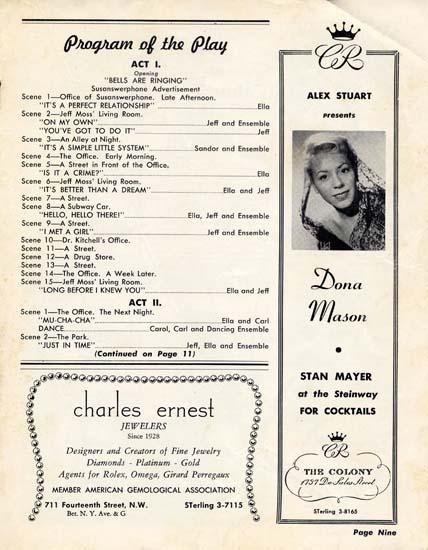 Program of the Play
ACT I.
Opening
"BELLS ARE RINGING"
Susanswerphone Advertisement
Scene 1—Office of Susanswerphone. Late Afternoon.
"IT'S A PERFECT RELATIONSHIP" Ella
Scene 2—Jeff Moss' Living Room.
"ON MY OWN" Jeff and Ensemble
"YOU'VE GOT TO DO IT" Jeff
Scene 3—An Alley at Night.
"IT'S A SIMPLE LITTLE SYSTEM" Sandor and Ensemble
Scene 4—The Office. Early Morning.
Scene 5—A Street in Front of the Office,
"IS IT A CRIME?" Ella
Scene 6—Jeff Moss' Living Room.
"IT'S BETTER THAN A DREAM" Ella and Jeff
Scene 7—A Street.
Scene 8—A Subway Car.
"HELLO, HELLO THERE!" Ella, Jeff and Ensemble
Scene 9—A Street.
"I MET A GIRL" Jeff and Ensemble
Scene 10—Dr. Kitchell's Office.
Scene 11—A Street.
Scene 12—A Drug Store.
Scene 13—A Street.
Scene 14—The Office. A Week Later.
Scene 15—Jeff Moss' Living Room.
"LONG BEFORE I KNEW YOU" Ella and Jeff
ACT II.
Scene 1—The Office. The Next Night.
"MU-CHA-CHA" Ella and Carl
DANCE Carol, Carl and Dancing Ensemble
Scene 2—The Park.
"JUST IN TIME" Jeff, Ella and Ensemble
(Continued on Page 11)
charles ernest
JEWELERS
Since 1928
Designers and Creators of Fine Jewelry
Diamonds - Platinum - Gold
Agents for Rolex, Omega, Girard Perregaux
MEMBER AMERICAN GEMOLOGICAL ASSOCIATION
711 Fourteenth Street, N.W. STerling 3-7115
Bet. N. Y. Ave. & G
CR
ALEX STUART
presents
Dona
Mason
STAN MAYER
at the Steinway
FOR COCKTAILS
CR
THE COLONY
1737 De Sales Street
STerling 3-8165
Page Nine